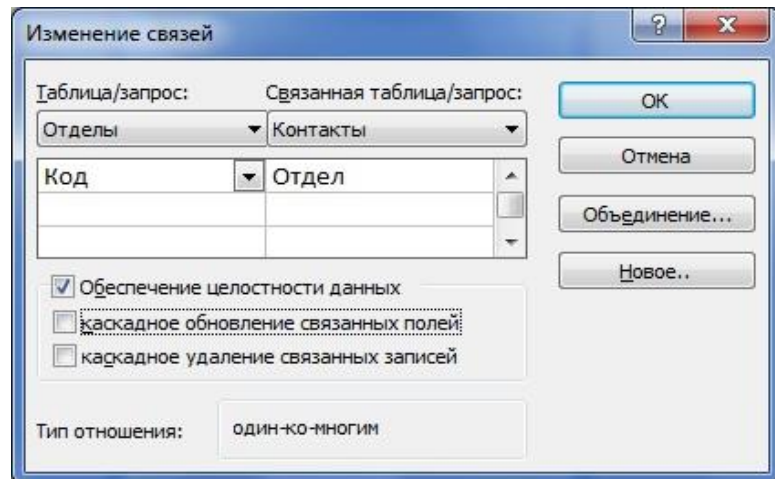 Изменение связей
Таблица/запрос: Связанная таблица/запрос:
Отделы Контакты
Код Отдел
Обеспечение целостности данных
каскадное обновление связанных полей
каскадное удаление связанных записей
Тип отношения: один-ко-многим
ОК
Отмена
Объединение...
Новое..